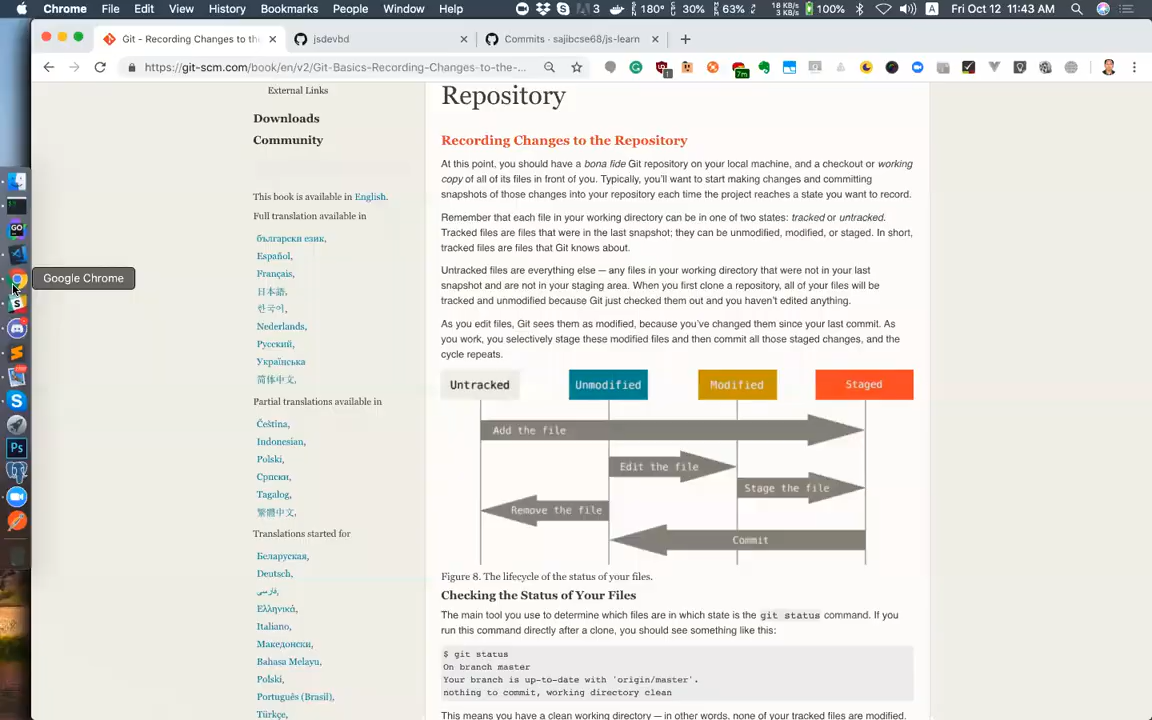 Chrome File Edit View History Bookmarks People Window Help
3 180° 30% 63% 18 KB/s 3 KB/s 100% A Fri Oct 12 11:43 AM
Git - Recording Changes to the
jsdevbd
Commits · sajibcse68/js-learn
https://git-scm.com/book/en/v2/Git-Basics-Recording-Changes-to-the-...
1
7m
External Links
Downloads
Community
This book is available in English.
Full translation available in
български език,
Español,
Français,
日本語,
한국어,
Nederlands,
Русский,
Українська
简体中文,
Partial translations available in
Čeština,
Indonesian,
Polski,
Српски,
Tagalog,
繁體中文,
Translations started for
Беларуская,
Deutsch,
فارسی,
Ελληνικά,
Italiano,
Македонски,
Bahasa Melayu,
Polski,
Português (Brasil),
Türkçe,
GO
Google Chrome
S
Ps
Repository
Recording Changes to the Repository
At this point, you should have a bona fide Git repository on your local machine, and a checkout or working
copy of all of its files in front of you. Typically, you’ll want to start making changes and committing
snapshots of those changes into your repository each time the project reaches a state you want to record.
Remember that each file in your working directory can be in one of two states: tracked or untracked.
Tracked files are files that were in the last snapshot; they can be unmodified, modified, or staged. In short,
tracked files are files that Git knows about.
Untracked files are everything else — any files in your working directory that were not in your last
snapshot and are not in your staging area. When you first clone a repository, all of your files will be
tracked and unmodified because Git just checked them out and you haven’t edited anything.
As you edit files, Git sees them as modified, because you’ve changed them since your last commit. As
you work, you selectively stage these modified files and then commit all those staged changes, and the
cycle repeats.
Untracked Unmodified Modified Staged
Add the file
Edit the file
Stage the file
Remove the file
Commit
Figure 8. The lifecycle of the status of your files.
Checking the Status of Your Files
The main tool you use to determine which files are in which state is the git status command. If you
run this command directly after a clone, you should see something like this:
$ git status
On branch master
Your branch is up-to-date with 'origin/master'.
nothing to commit, working directory clean
This means you have a clean working directory — in other words, none of your tracked files are modified.